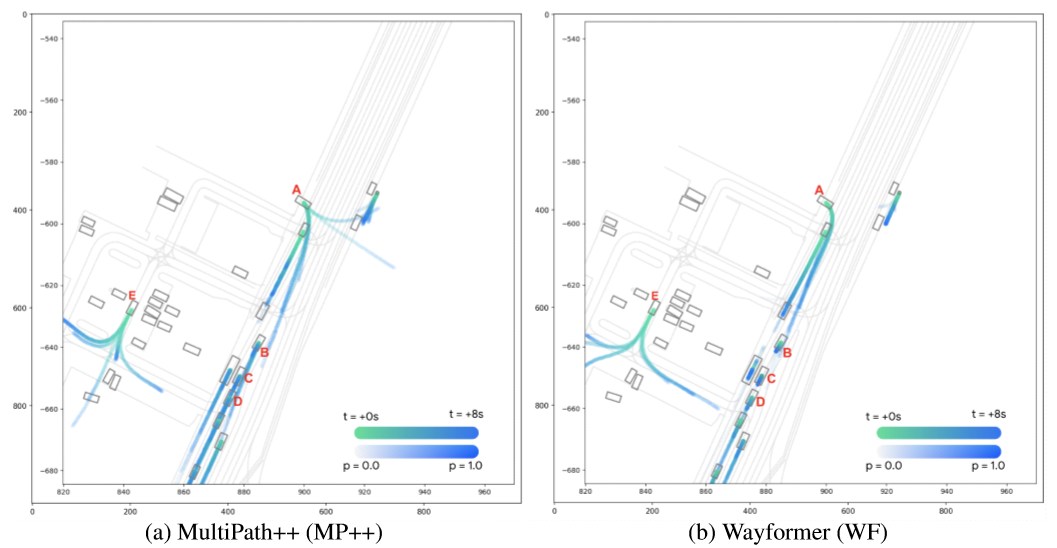 0
0
-540
-540
-560
-560
200
200
-580
-580
A
A
400
400
-600
-600
-620
-620
E
E
600
600
-640
-640
B
B
C
C
D
D
800
800
-660
-660
t = +0s
t = +8s
t = +0s
t = +8s
p = 0.0
p = 1.0
p = 0.0
p = 1.0
-680
-680
820 840 860 880 900 920 940 960
820 840 860 880 900 920 940 960
0 200 400 600 800
0 200 400 600 800
(a) MultiPath++ (MP++)
(b) Wayformer (WF)